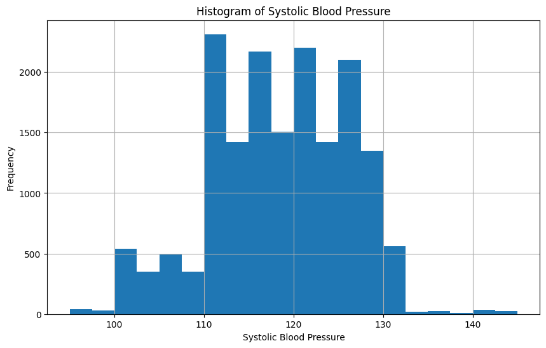 Histogram of Systolic Blood Pressure
2000
1500
1000
500
0
Frequency
100 110 120 130 140
Systolic Blood Pressure